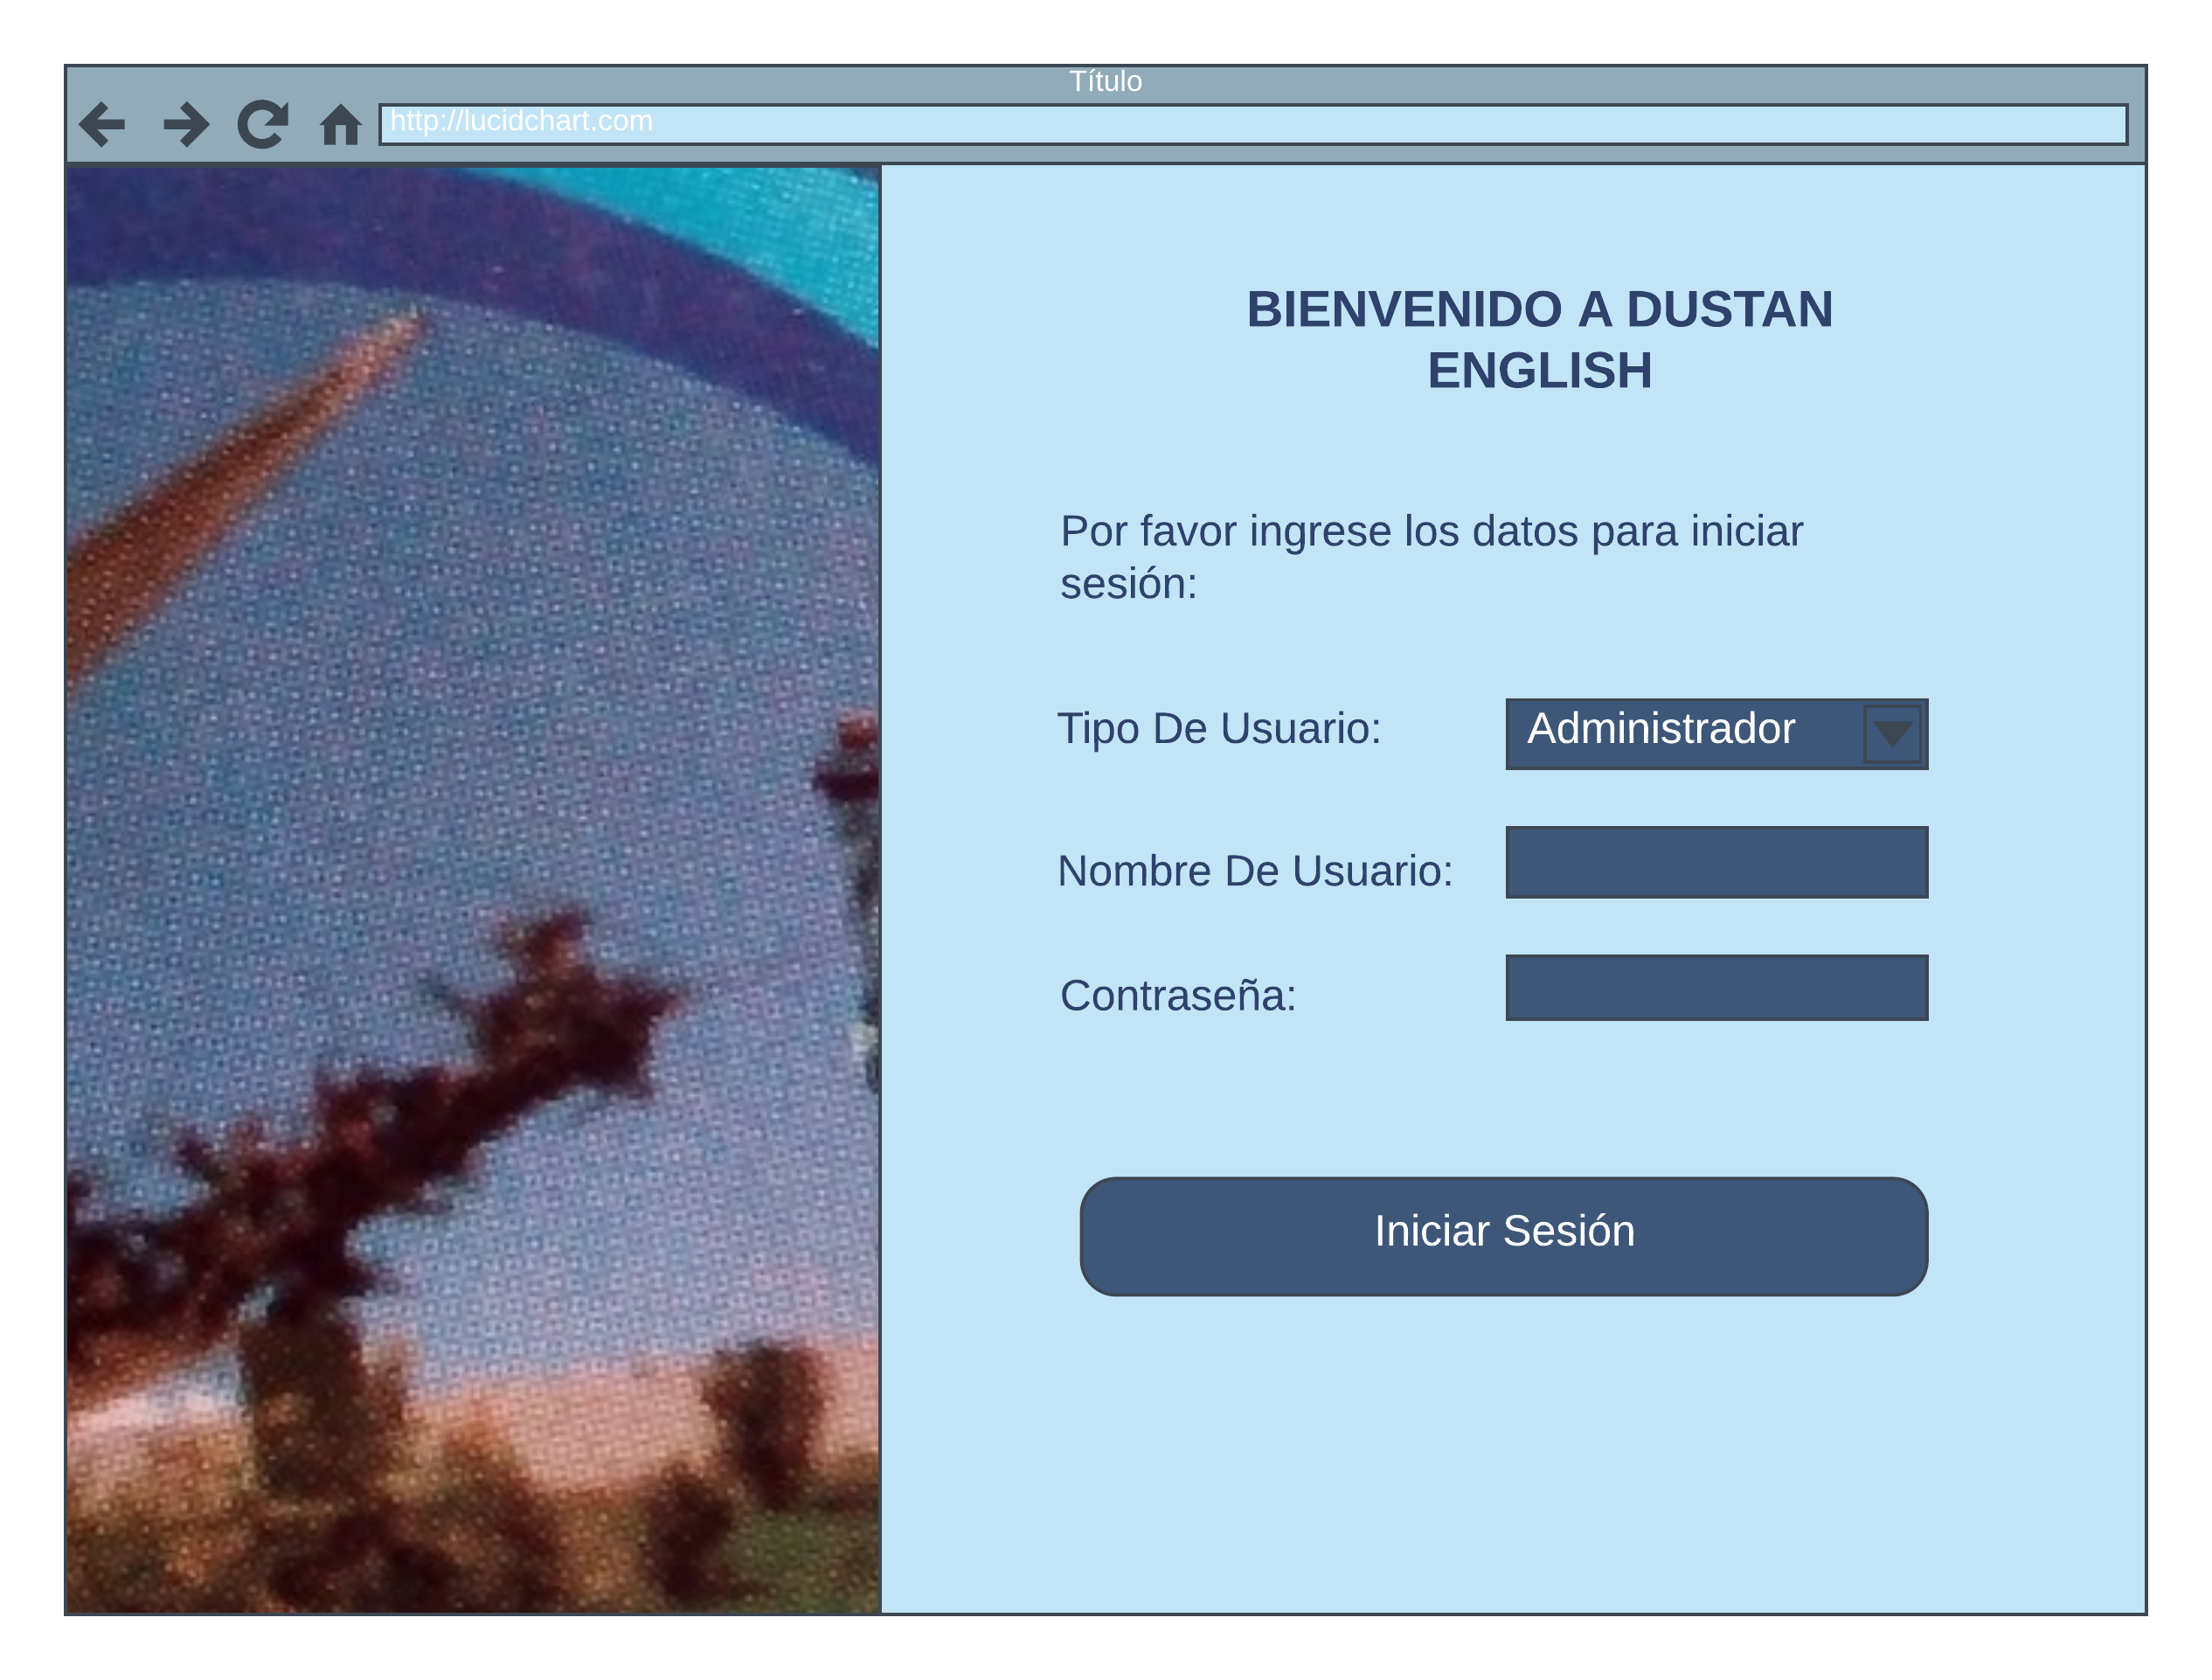 Título
http://lucidchart.com
BIENVENIDO A DUSTAN
ENGLISH
Por favor ingrese los datos para iniciar
sesión:
Tipo De Usuario:
Administrador
Nombre De Usuario:
Contraseña:
Iniciar Sesión